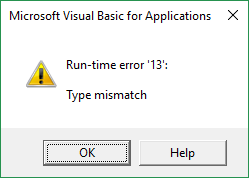 Microsoft Visual Basic for Applications
Run-time error '13':
Type mismatch
OK
Help